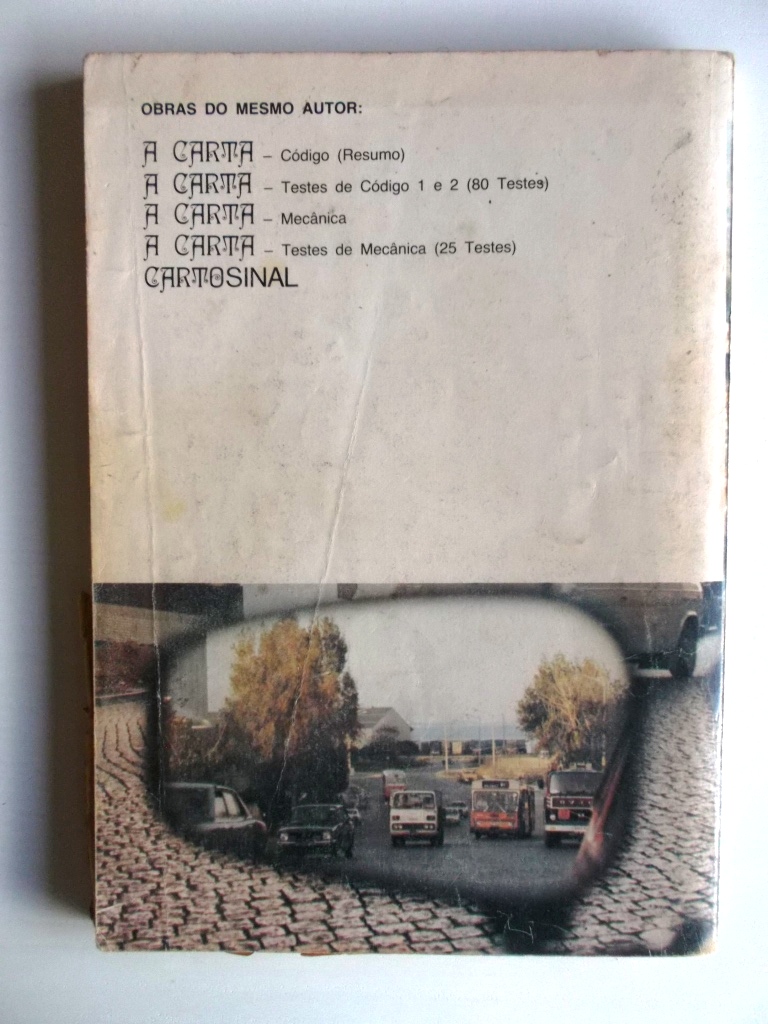 OBRAS DO MESMO AUTOR:
A CARTA – Código (Resumo)
A CARTA – Testes de Código 1 e 2 (80 Testes)
A CARTA – Mecânica
A CARTA – Testes de Mecânica (25 Testes)
CARTOSINAL